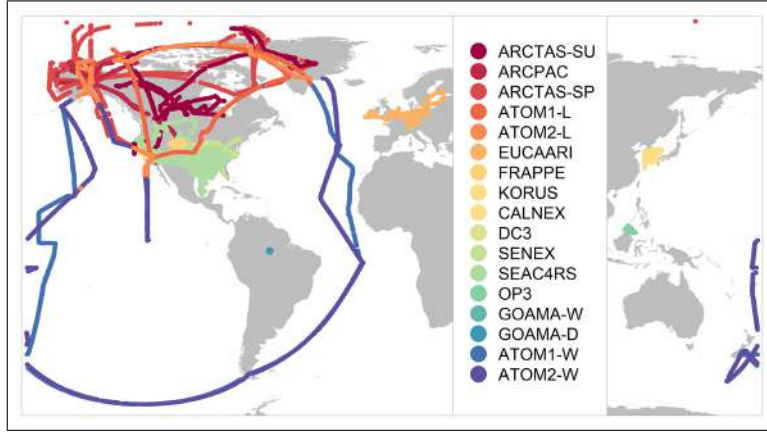 ARCTAS-SU
ARCPAC
ARCTAS-SP
ATOM1-L
ATOM2-L
EUCAARI
FRAPPE
KORUS
CALNEX
DC3
SENEX
SEAC4RS
OP3
GOAMA-W
GOAMA-D
ATOM1-W
ATOM2-W